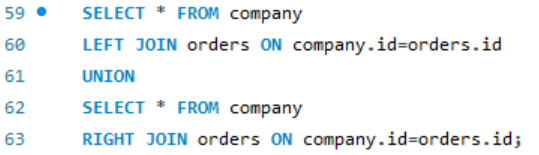 59 SELECT * FROM company
60 LEFT JOIN orders ON company.id=orders.id
61 UNION
62 SELECT * FROM company
63 RIGHT JOIN orders ON company.id=orders.id;